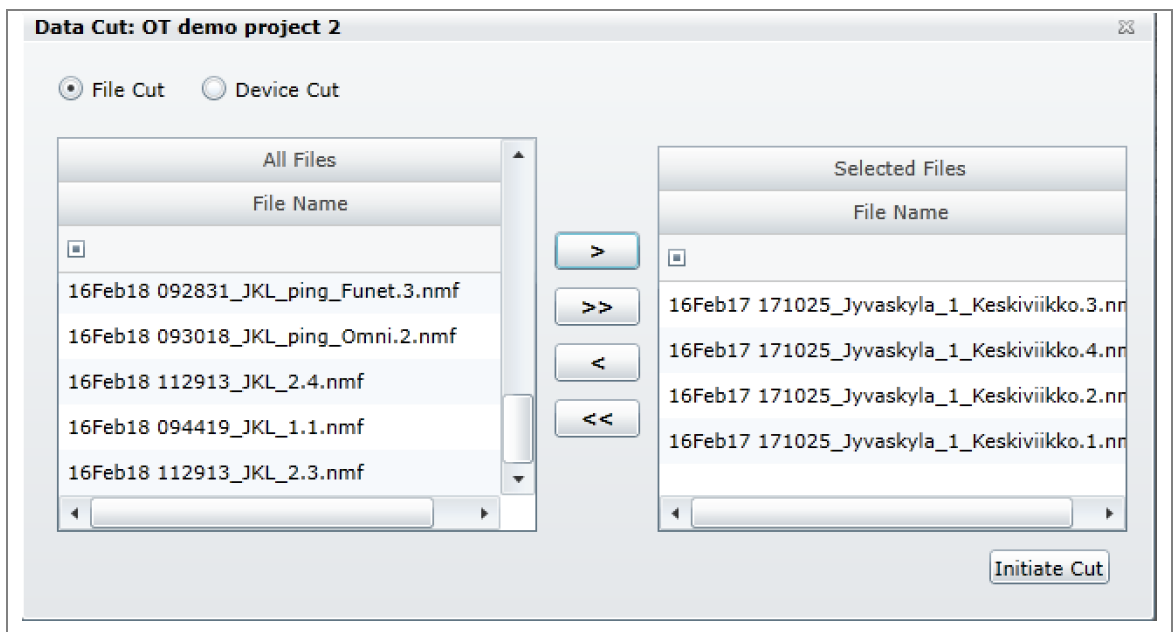 Data Cut: OT demo project 2
File Cut Device Cut
All Files
File Name
16Feb18 092831_JKL_ping_Funet.3.nmf
16Feb18 093018_JKL_ping_Omni.2.nmf
16Feb18 112913_JKL_2.4.nmf
16Feb18 094419_JKL_1.1.nmf
16Feb18 112913_JKL_2.3.nmf
>
>>
<
<<
Selected Files
File Name
16Feb17 171025_Jyvaskyla_1_Keskiviikko.3.nm
16Feb17 171025_Jyvaskyla_1_Keskiviikko.4.nm
16Feb17 171025_Jyvaskyla_1_Keskiviikko.2.nm
16Feb17 171025_Jyvaskyla_1_Keskiviikko.1.nm
Initiate Cut